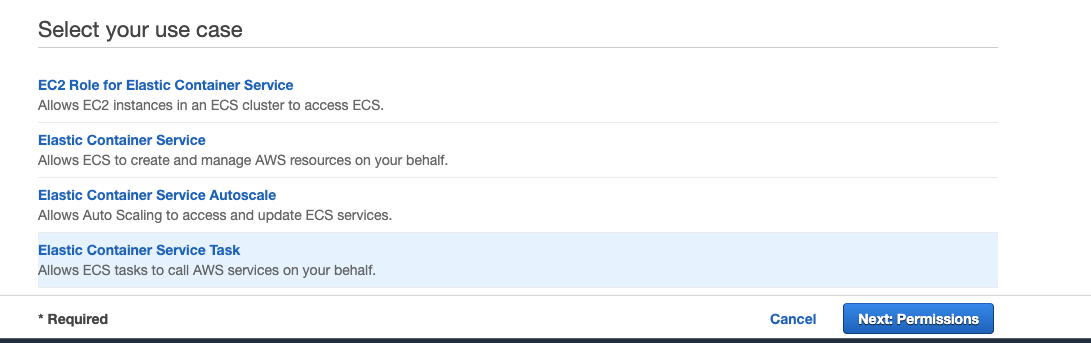 Select your use case
EC2 Role for Elastic Container Service
Allows EC2 instances in an ECS cluster to access ECS.
Elastic Container Service
Allows ECS to create and manage AWS resources on your behalf.
Elastic Container Service Autoscale
Allows Auto Scaling to access and update ECS services.
Elastic Container Service Task
Allows ECS tasks to call AWS services on your behalf.
* Required
Cancel
Next: Permissions